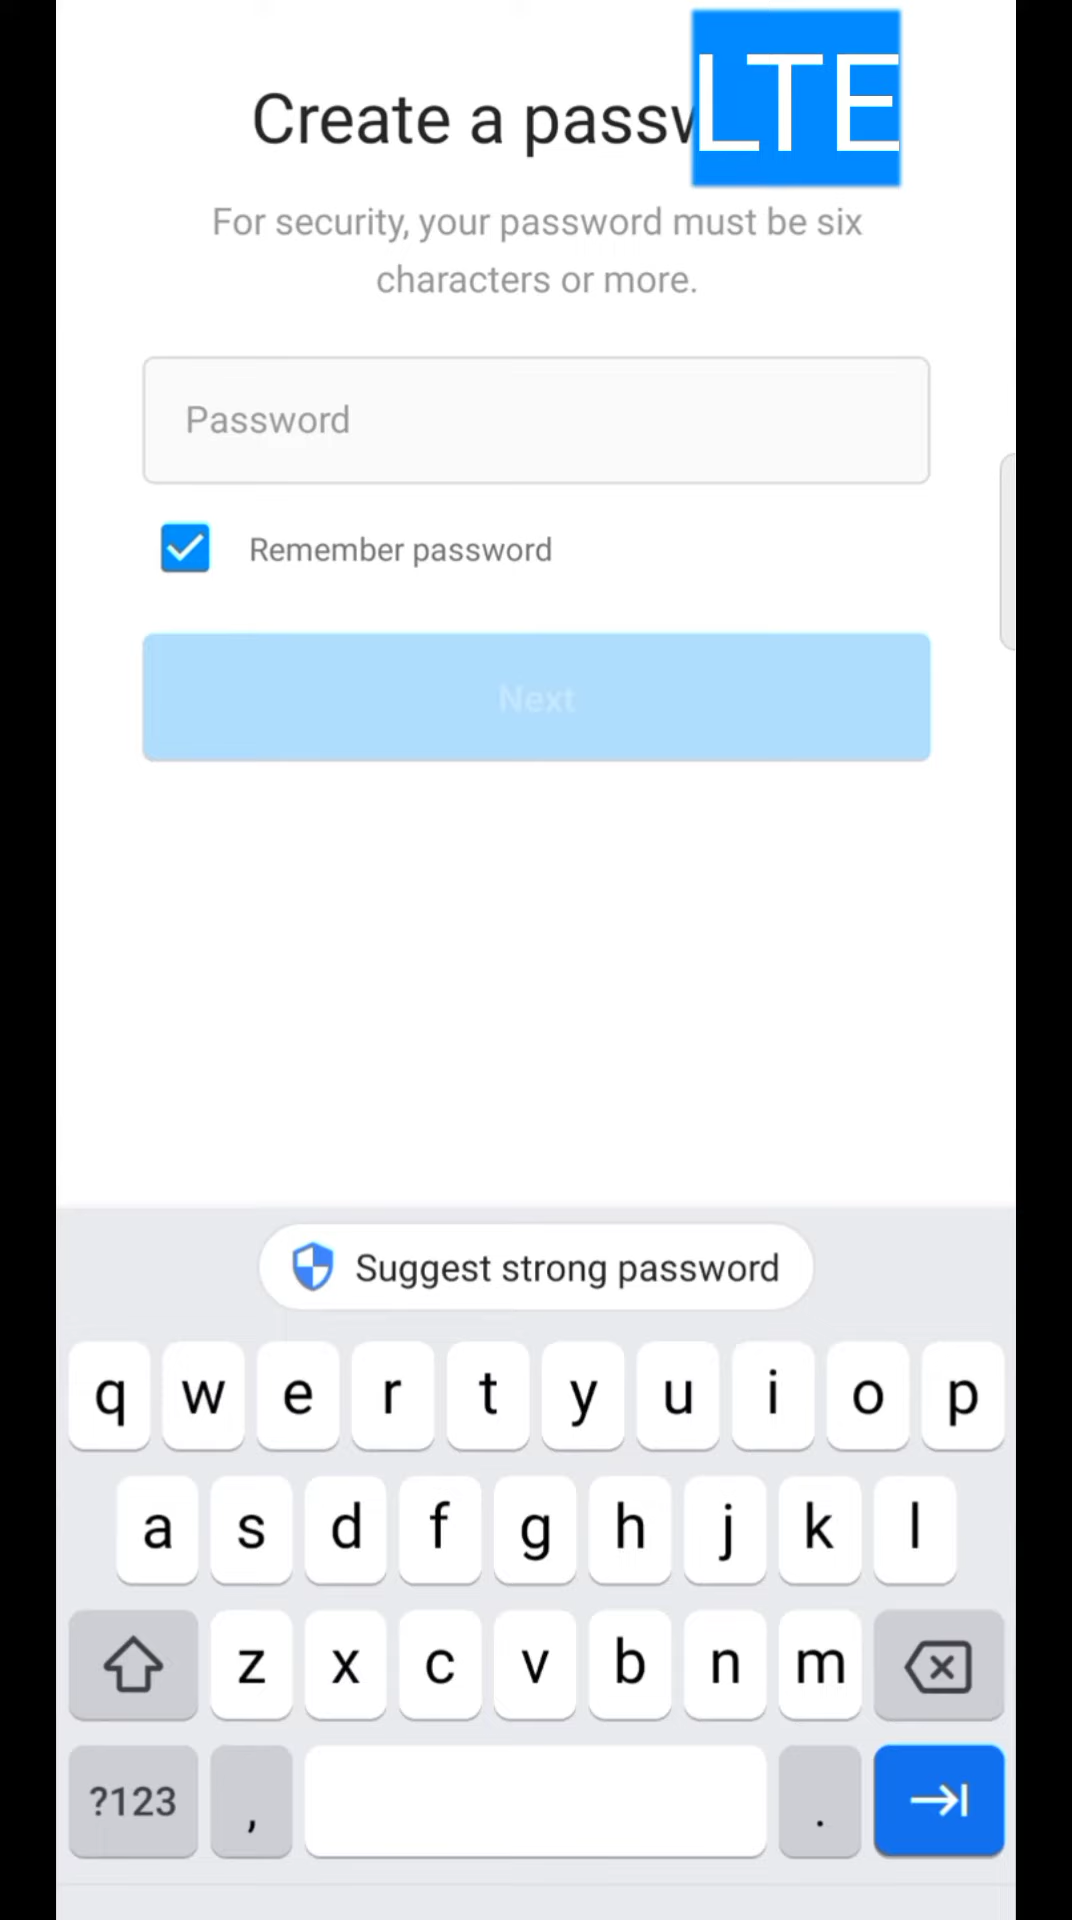 LTE
Create a passw
For security, your password must be six
characters or more.
Password
Remember password
Next
Suggest strong password
q w e r t y u i o p
a s d f g h j k l
z x c v b n m
?123 , .